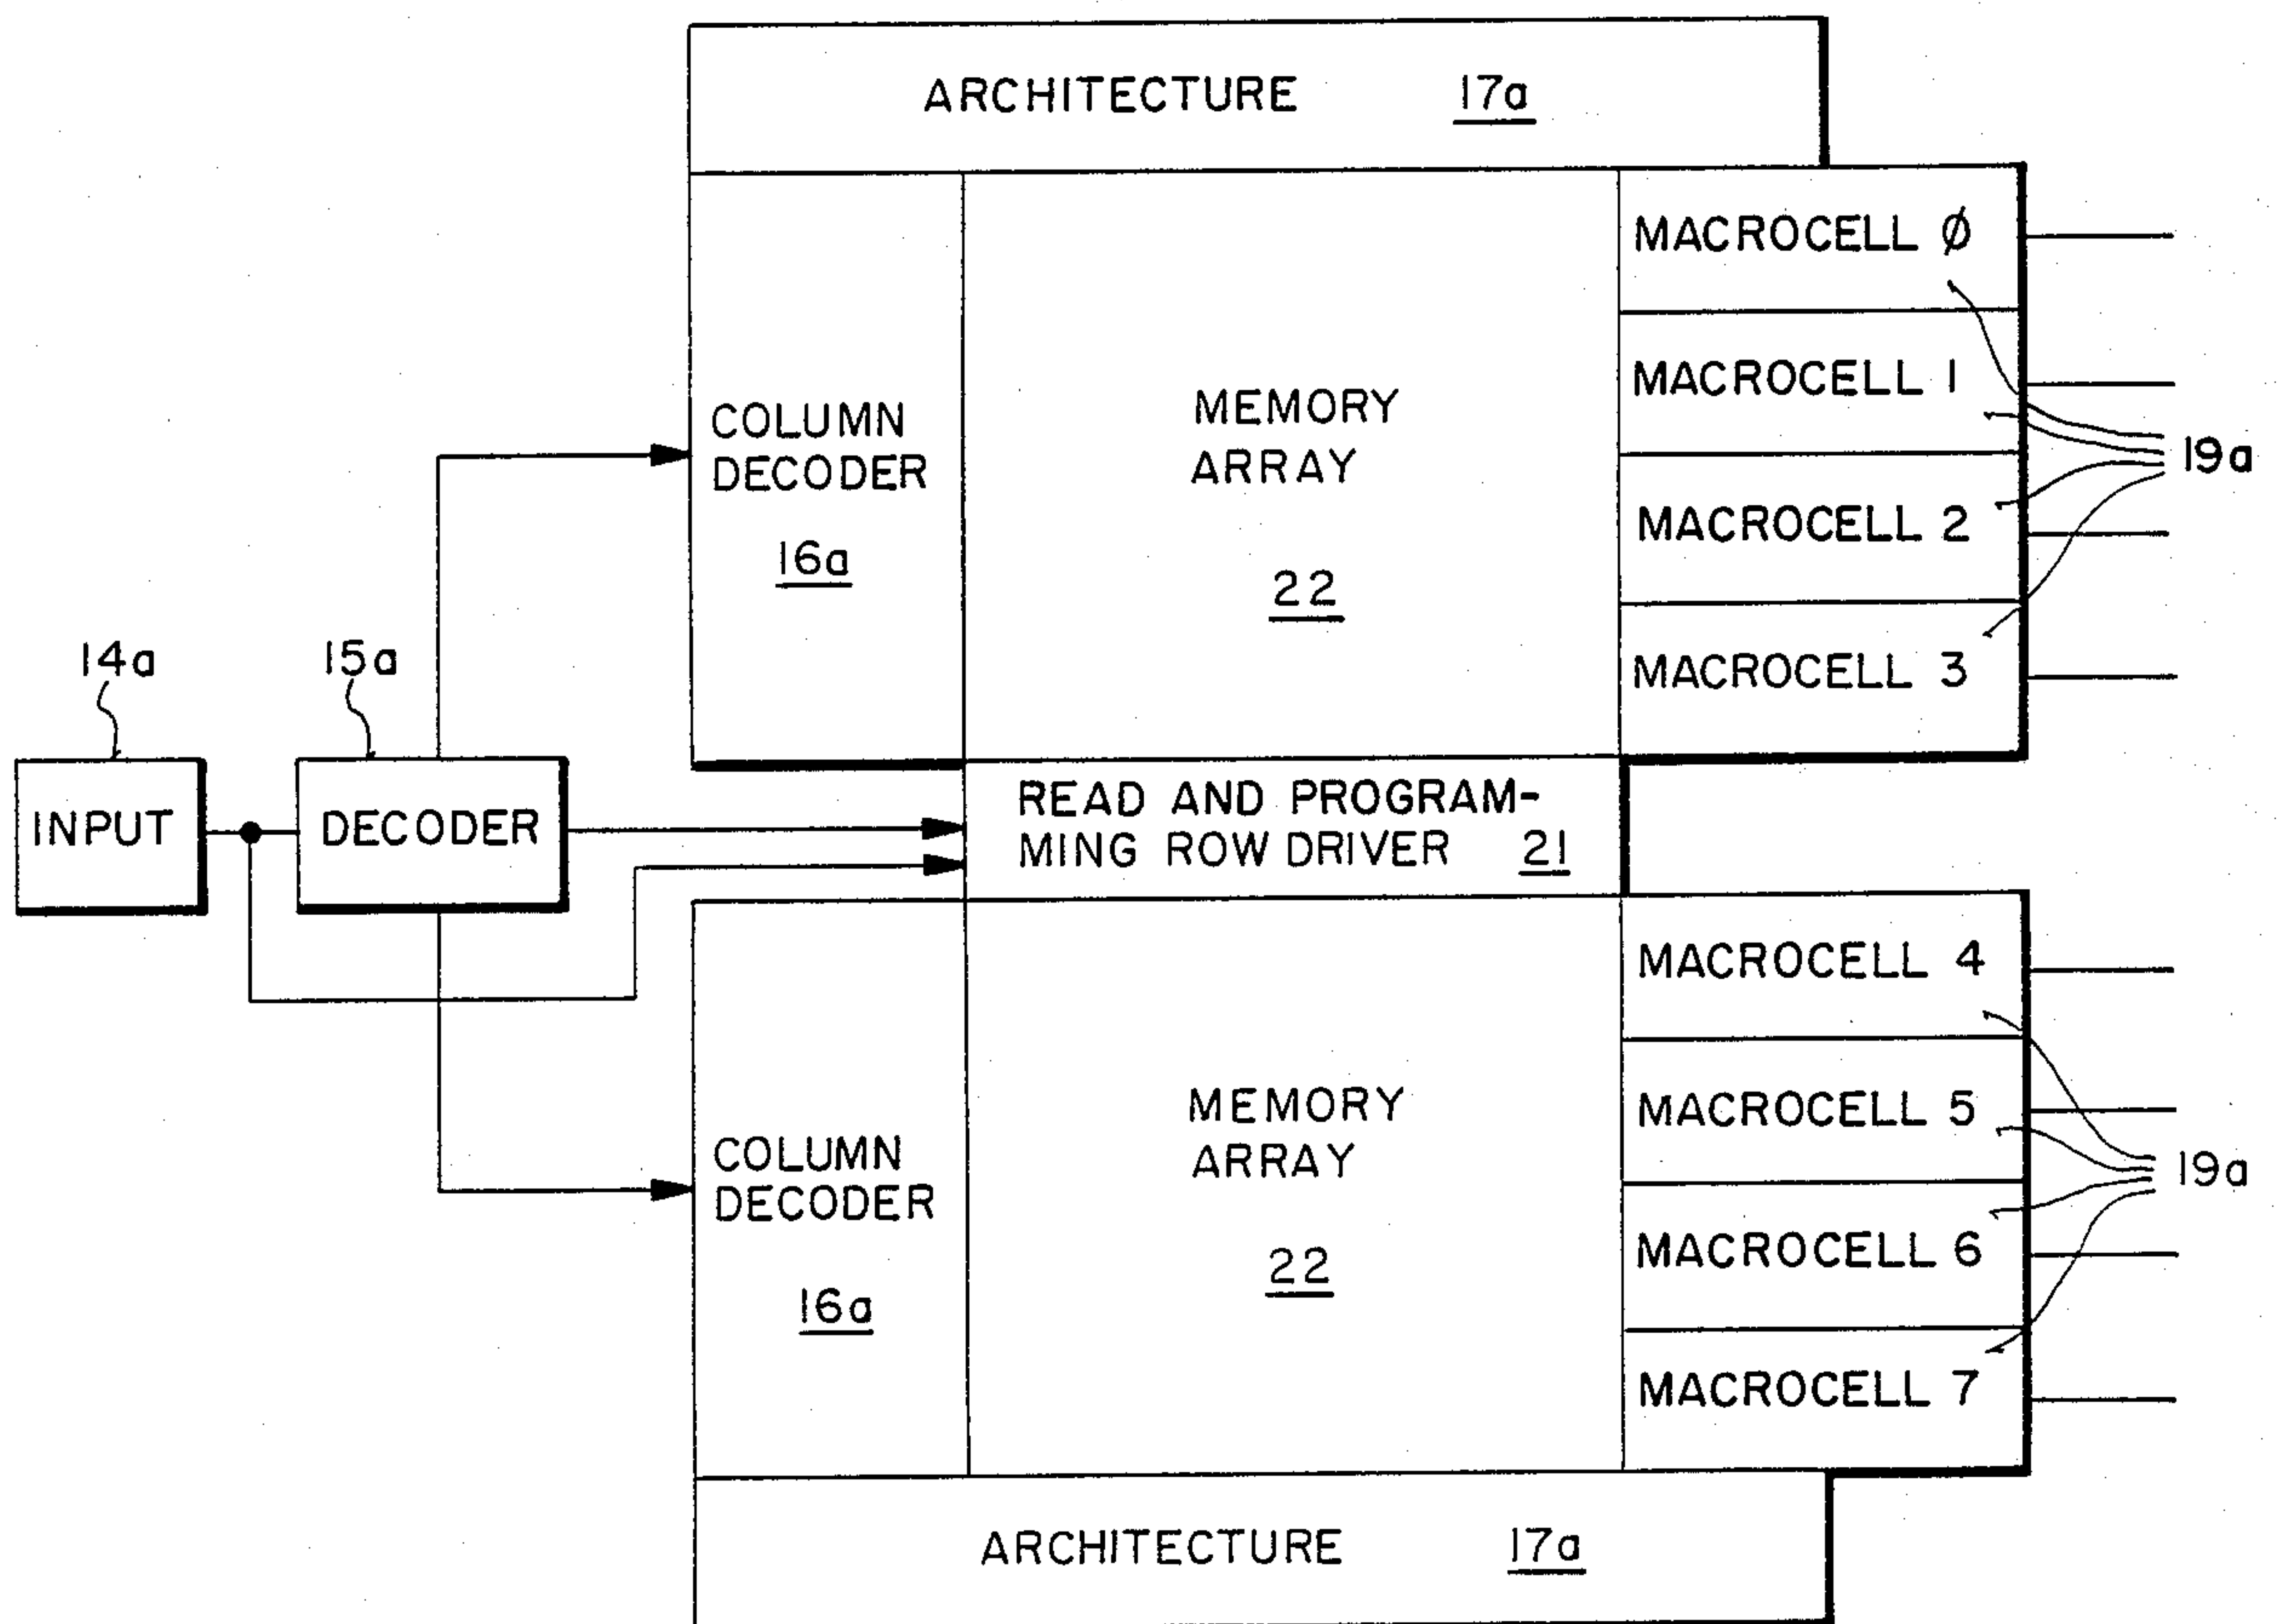 ARCHITECTURE 17a
MACROCELL Ø
MACROCELL 1
MACROCELL 2
MACROCELL 3
19a
COLUMN
DECODER
16a
MEMORY
ARRAY
22
14a
15a
INPUT
DECODER
READ AND PROGRAM-
MING ROW DRIVER 21
MACROCELL 4
MACROCELL 5
MACROCELL 6
MACROCELL 7
19a
COLUMN
DECODER
16a
MEMORY
ARRAY
22
ARCHITECTURE 17a